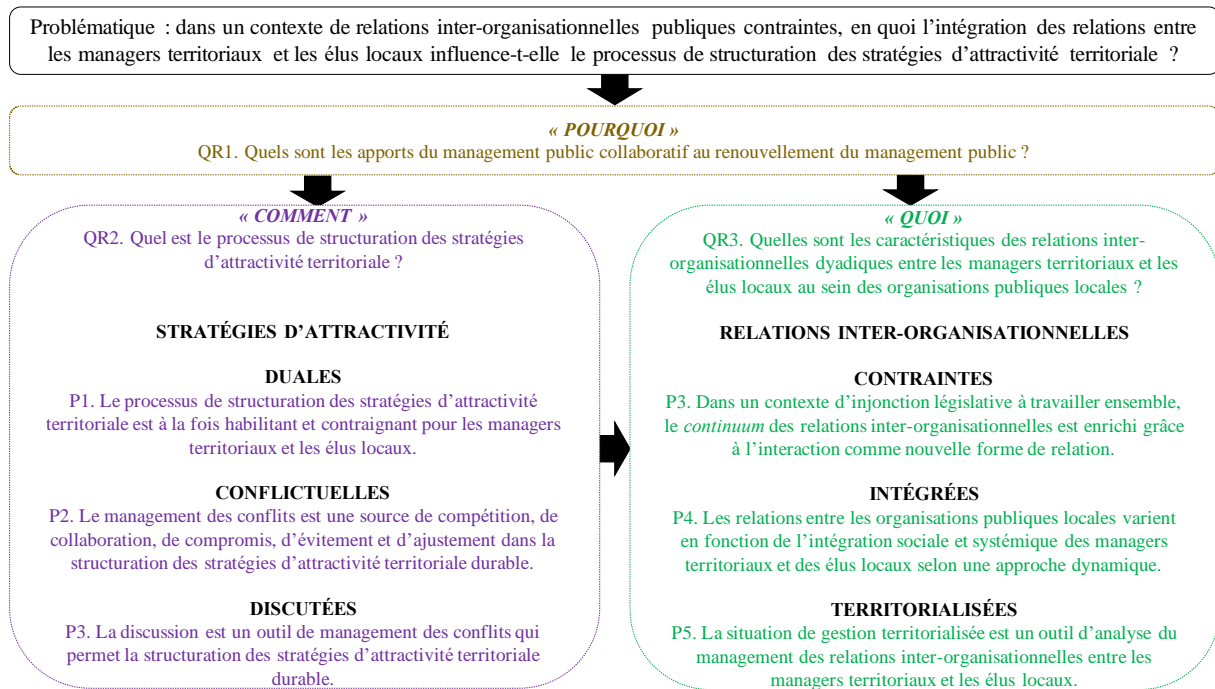 Problématique : dans un contexte de relations inter-organisationnelles publiques contraintes, en quoi l'intégration des relations entre
les managers territoriaux et les élus locaux influence-t-elle le processus de structuration des stratégies d'attractivité territoriale ?
« POURQUOI »
QR1. Quels sont les apports du management public collaboratif au renouvellement du management public ?
« COMMENT »
QR2. Quel est le processus de structuration des stratégies
d'attractivité territoriale ?
STRATÉGIES D'ATTRACTIVITÉ
DUALES
P1. Le processus de structuration des stratégies d'attractivité
territoriale est à la fois habilitant et contraignant pour les managers
territoriaux et les élus locaux.
CONFLICTUELLES
P2. Le management des conflits est une source de compétition, de
collaboration, de compromis, d'évitement et d'ajustement dans la
structuration des stratégies d'attractivité territoriale durable.
DISCUTÉES
P3. La discussion est un outil de management des conflits qui
permet la structuration des stratégies d'attractivité territoriale
durable.
« QUOI »
QR3. Quelles sont les caractéristiques des relations inter-
organisationnelles dyadiques entre les managers territoriaux et les
élus locaux au sein des organisations publiques locales ?
RELATIONS INTER-ORGANISATIONNELLES
CONTRAINTES
P3. Dans un contexte d'injonction législative à travailler ensemble,
le continuum des relations inter-organisationnelles est enrichi grâce
à l'interaction comme nouvelle forme de relation.
INTÉGRÉES
P4. Les relations entre les organisations publiques locales varient
en fonction de l'intégration sociale et systémique des managers
territoriaux et des élus locaux selon une approche dynamique.
TERRITORIALISÉES
P5. La situation de gestion territorialisée est un outil d'analyse du
management des relations inter-organisationnelles entre les
managers territoriaux et les élus locaux.